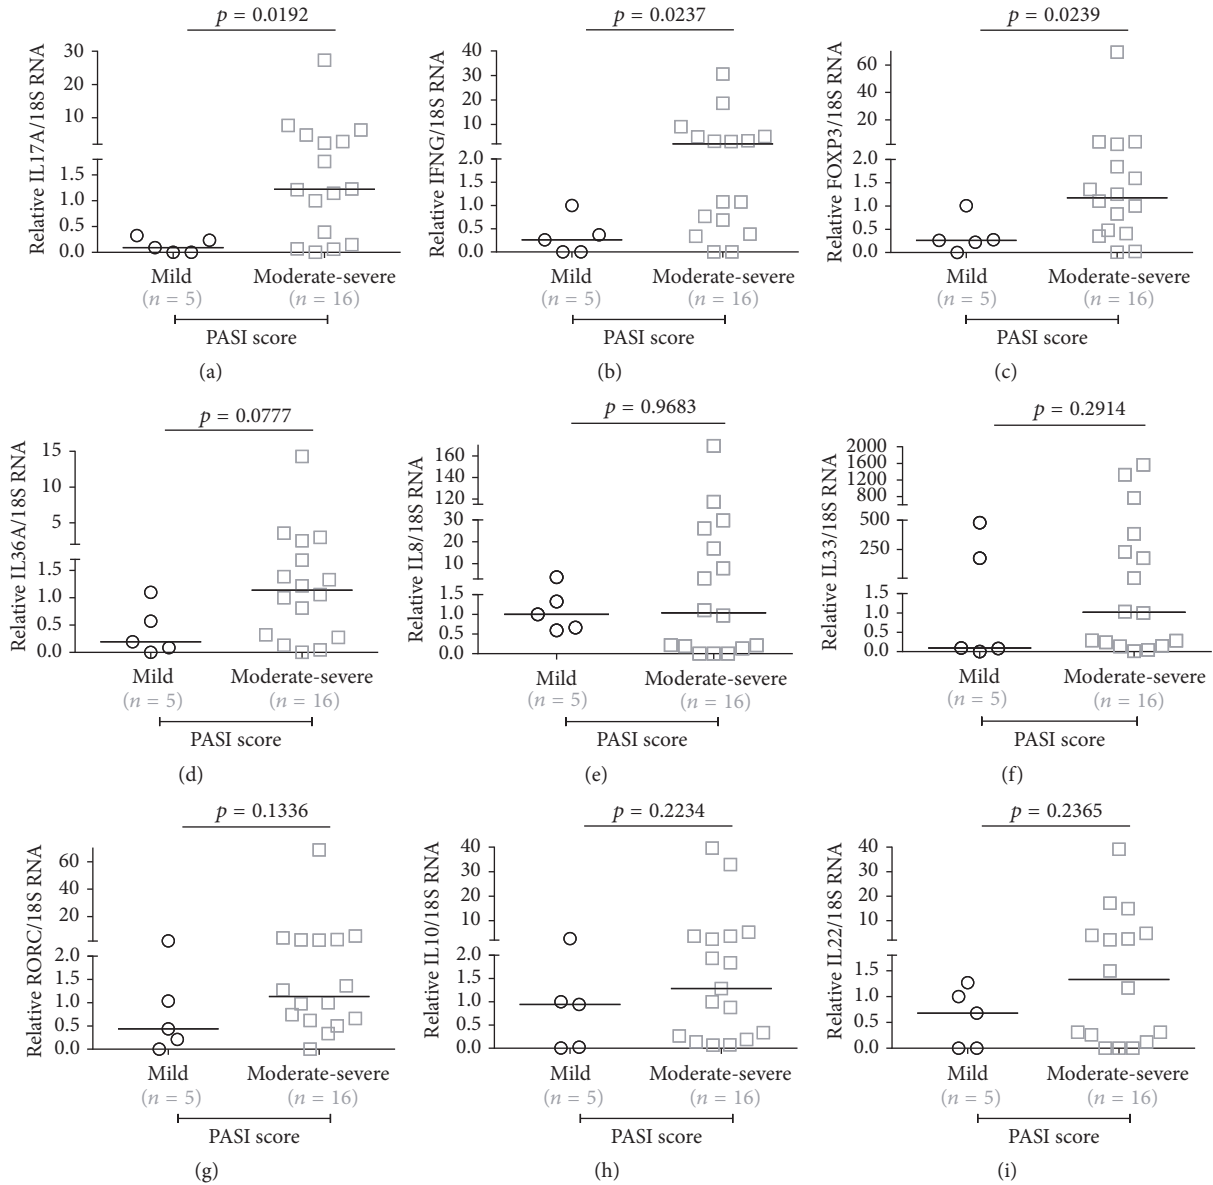 p = 0.0192
Relative IL17A/18S RNA
30
20
10
1.5
1.0
0.5
0.0
Mild
Moderate-severe
(n = 5)
(n = 16)
PASI score
(a)
p = 0.0237
Relative IFNG/18S RNA
40
30
20
10
2.0
1.5
1.0
0.5
0.0
Mild
Moderate-severe
(n = 5)
(n = 16)
PASI score
(b)
p = 0.0239
Relative FOXP3/18S RNA
60
40
20
2.0
1.5
1.0
0.5
0.0
Mild
Moderate-severe
(n = 5)
(n = 16)
PASI score
(c)
p = 0.0777
Relative IL36A/18S RNA
15
10
5
1.5
1.0
0.5
0.0
Mild
Moderate-severe
(n = 5)
(n = 16)
PASI score
(d)
p = 0.9683
Relative IL8/18S RNA
160
140
120
30
20
10
1.5
1.0
0.5
0.0
Mild
Moderate-severe
(n = 5)
(n = 16)
PASI score
(e)
p = 0.2914
Relative IL33/18S RNA
2000
1600
1200
800
500
250
1.5
1.0
0.5
0.0
Mild
Moderate-severe
(n = 5)
(n = 16)
PASI score
(f)
p = 0.1336
Relative RORC/18S RNA
60
40
20
2.0
1.5
1.0
0.5
0.0
Mild
Moderate-severe
(n = 5)
(n = 16)
PASI score
(g)
p = 0.2234
Relative IL10/18S RNA
40
30
20
10
2.0
1.5
1.0
0.5
0.0
Mild
Moderate-severe
(n = 5)
(n = 16)
PASI score
(h)
p = 0.2365
Relative IL22/18S RNA
40
30
20
10
1.5
1.0
0.5
0.0
Mild
Moderate-severe
(n = 5)
(n = 16)
PASI score
(i)